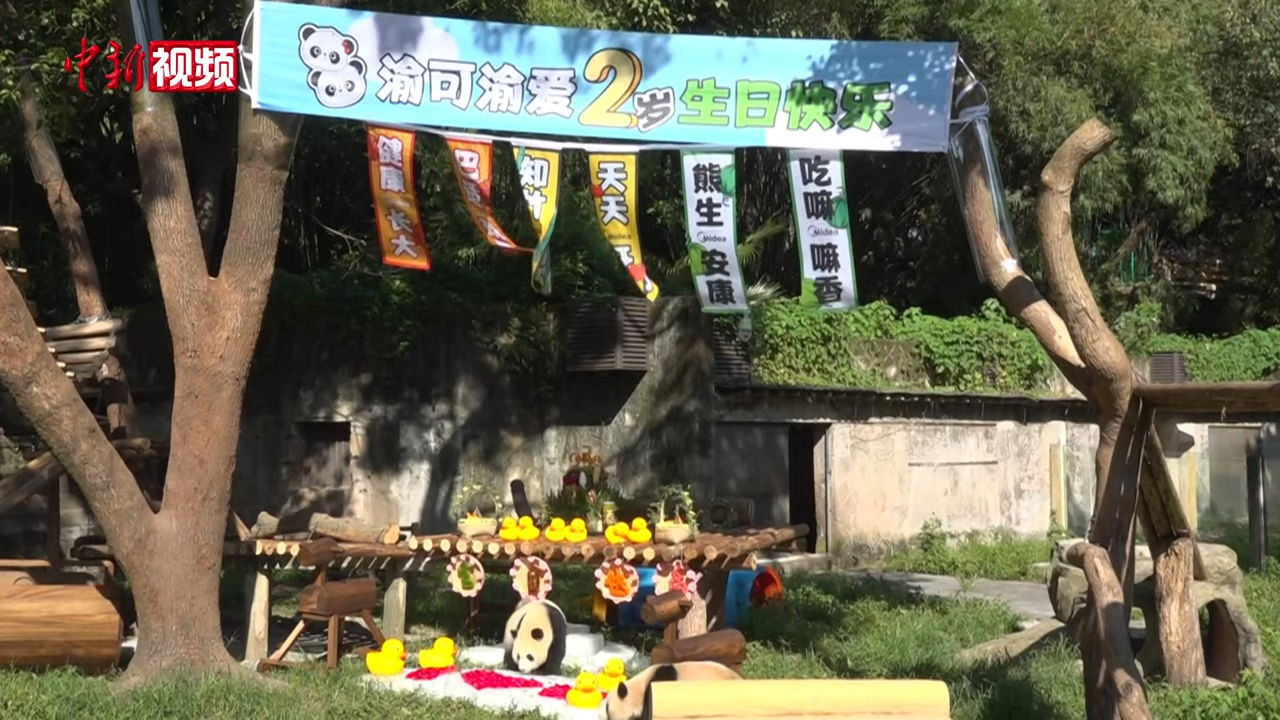 中新视频
渝可渝爱2岁生日快乐
健康 长大
天天
Midea
熊生
Midea
安康
吃嘛
Midea
嘛香